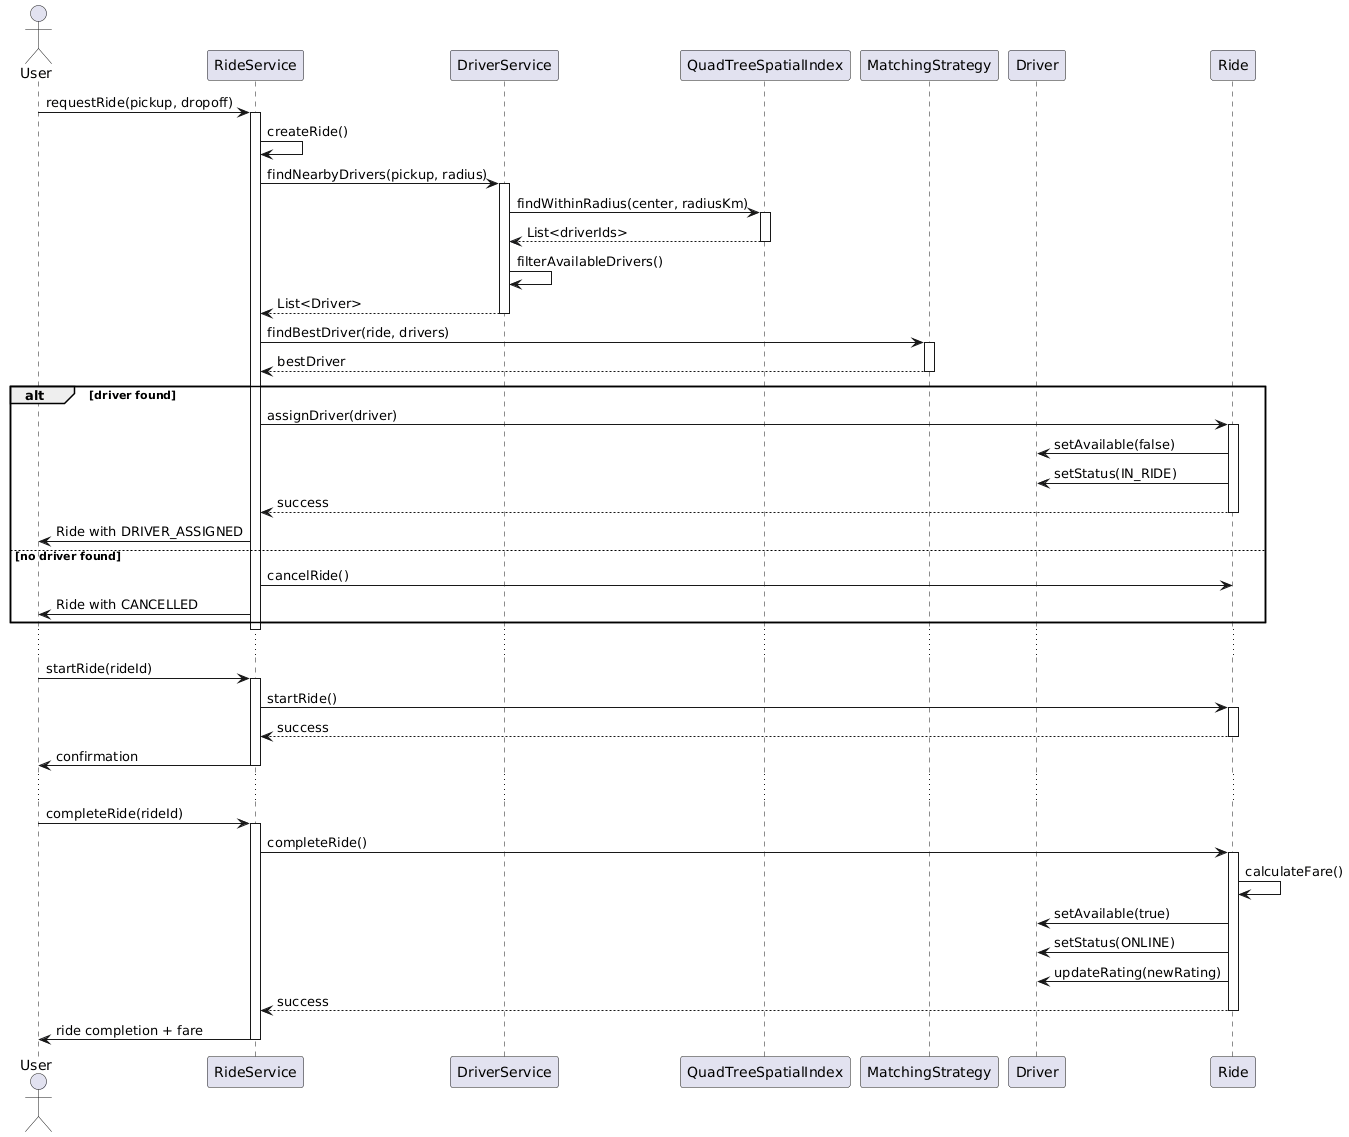 User
RideService
DriverService
QuadTreeSpatialIndex
MatchingStrategy
Driver
Ride
requestRide(pickup, dropoff)
createRide()
findNearbyDrivers(pickup, radius)
findWithinRadius(center, radiusKm)
List<driverIds>
filterAvailableDrivers()
List<Driver>
findBestDriver(ride, drivers)
bestDriver
alt
[driver found]
assignDriver(driver)
setAvailable(false)
setStatus(IN_RIDE)
success
Ride with DRIVER_ASSIGNED
[no driver found]
cancelRide()
Ride with CANCELLED
startRide(rideId)
startRide()
success
confirmation
completeRide(rideId)
completeRide()
calculateFare()
setAvailable(true)
setStatus(ONLINE)
updateRating(newRating)
success
ride completion + fare
User
RideService
DriverService
QuadTreeSpatialIndex
MatchingStrategy
Driver
Ride